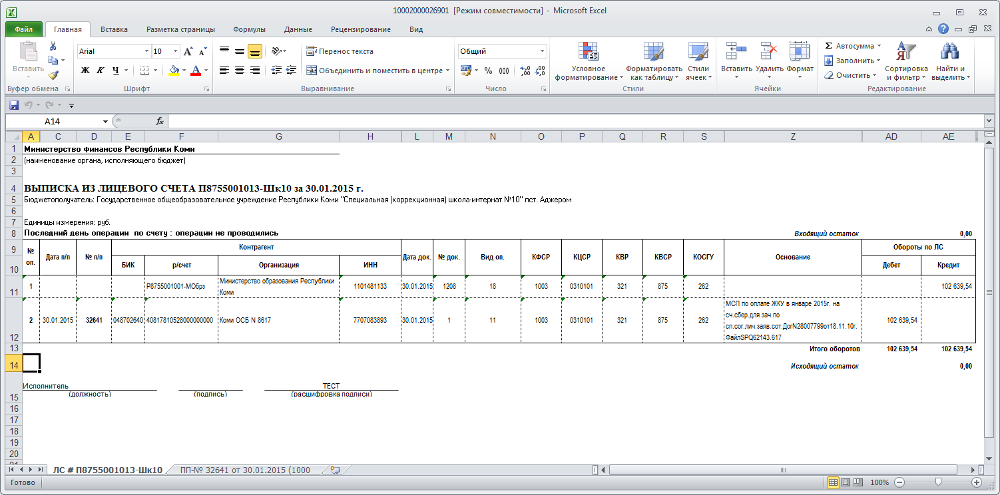 10002000026901 [Режим совместимости] - Microsoft Excel
Файл Главная Вставка Разметка страницы Формулы Данные Рецензирование Вид
Вставить
Буфер обмена
Arial 10
Ж К Ч
Шрифт
Перенос текста
Объединить и поместить в центре
Выравнивание
Общий
% 000
Число
Условное форматирование
Форматировать как таблицу
Стили ячеек
Стили
Вставить Удалить Формат
Ячейки
Σ Автосумма
Заполнить
Очистить
Сортировка и фильтр
Найти и выделить
Редактирование
A14 fx
A C D E F G H L M N O P Q R S Z AD AE
1 Министерство финансов Республики Коми
2 (наименование органа, исполняющего бюджет)
3
4 ВЫПИСКА ИЗ ЛИЦЕВОГО СЧЕТА П8755001013-Шк10 за 30.01.2015 г.
5 Бюджетополучатель: Государственное общеобразовательное учреждение Республики Коми "Специальная (коррекционная) школа-интернат №10" пст. Аджером
6
7 Единицы измерения: руб.
8 Последний день операции по счету : операции не проводились Входящий остаток 0,00
9 № оп. Дата п/п № п/п Контрагент Дата док. № док. Вид оп. КФСР КЦСР КВР КВСР КОСГУ Основание Обороты по ЛС
10 БИК р/счет Организация ИНН Дебет Кредит
11 1 Р8755001001-МОбрз Министерство образования Республики Коми 1101481133 30.01.2015 1208 18 1003 0310101 321 875 262 102 639,54
12 2 30.01.2015 32641 048702640 40817810528000000000 Коми ОСБ N 8617 7707083893 30.01.2015 1 11 1003 0310101 321 875 262 МСП по оплате ЖКУ в январе 2015г. на
сч.сбер.для зач.по
сп.сог.лич.заяв.сот.ДогN28007799от18.11.10г.
ФайлSPQ62143.617 102 639,54
13 Итого оборотов 102 639,54 102 639,54
14 Исходящий остаток 0,00
Исполнитель ТЕСТ
15 (должность) (подпись) (расшифровка подписи)
16
17
18
19
20
21
ЛС # П8755001013-Шк10 ПП-№ 32641 от 30.01.2015 (1000
Готово 100%